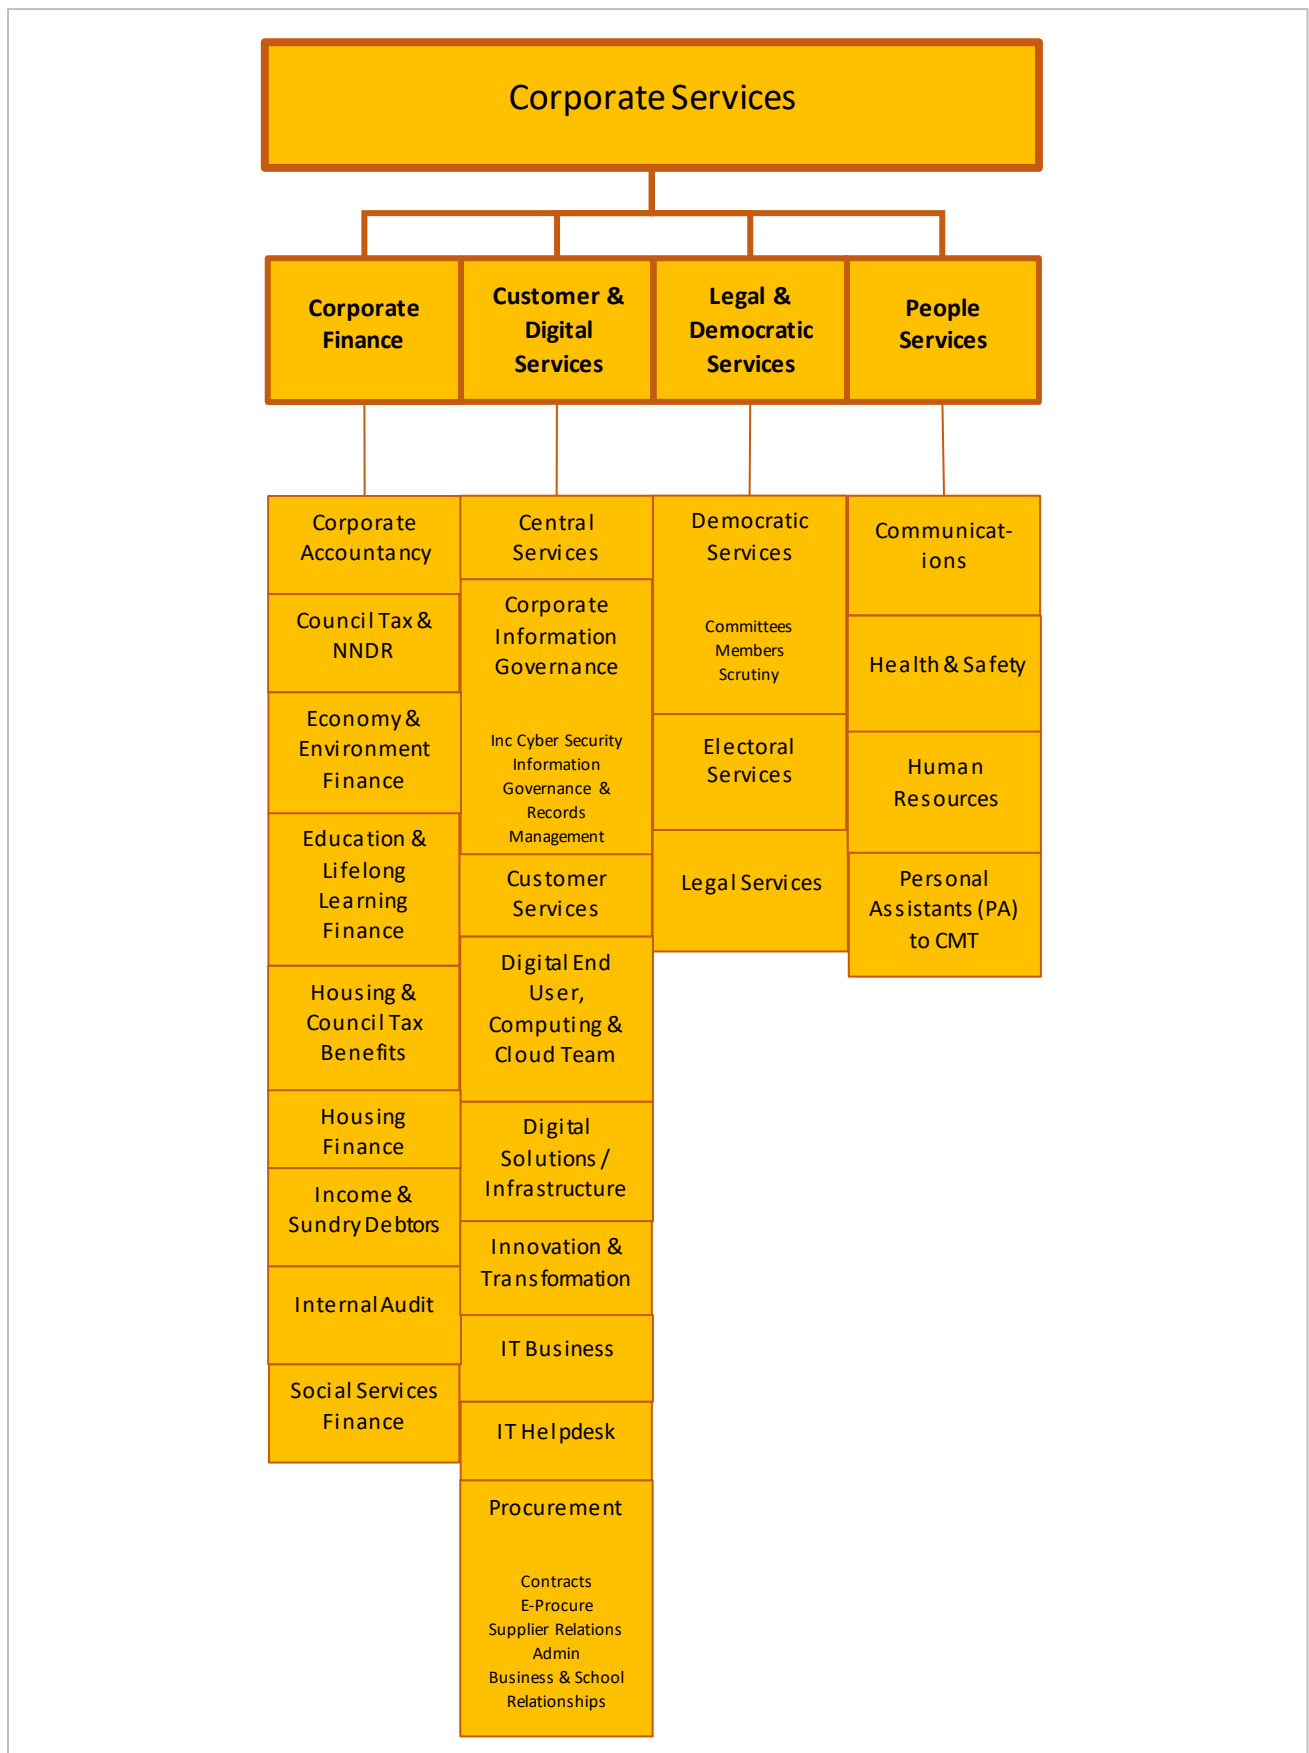 Corporate Services
Corporate
Finance
Customer &
Digital
Services
Legal &
Democratic
Services
People
Services
Corporate
Accountancy
Council Tax &
NNDR
Economy &
Environment
Finance
Education &
Lifelong
Learning
Finance
Housing &
Council Tax
Benefits
Housing
Finance
Income &
Sundry Debtors
Internal Audit
Social Services
Finance
Central
Services
Corporate
Information
Governance
Inc Cyber Security
Information
Governance &
Records
Management
Customer
Services
Digital End
User,
Computing &
Cloud Team
Digital
Solutions /
Infrastructure
Innovation &
Transformation
IT Business
IT Helpdesk
Procurement
Contracts
E-Procure
Supplier Relations
Admin
Business & School
Relationships
Democratic
Services
Committees
Members
Scrutiny
Electoral
Services
Legal Services
Communicat-
ions
Health & Safety
Human
Resources
Personal
Assistants (PA)
to CMT